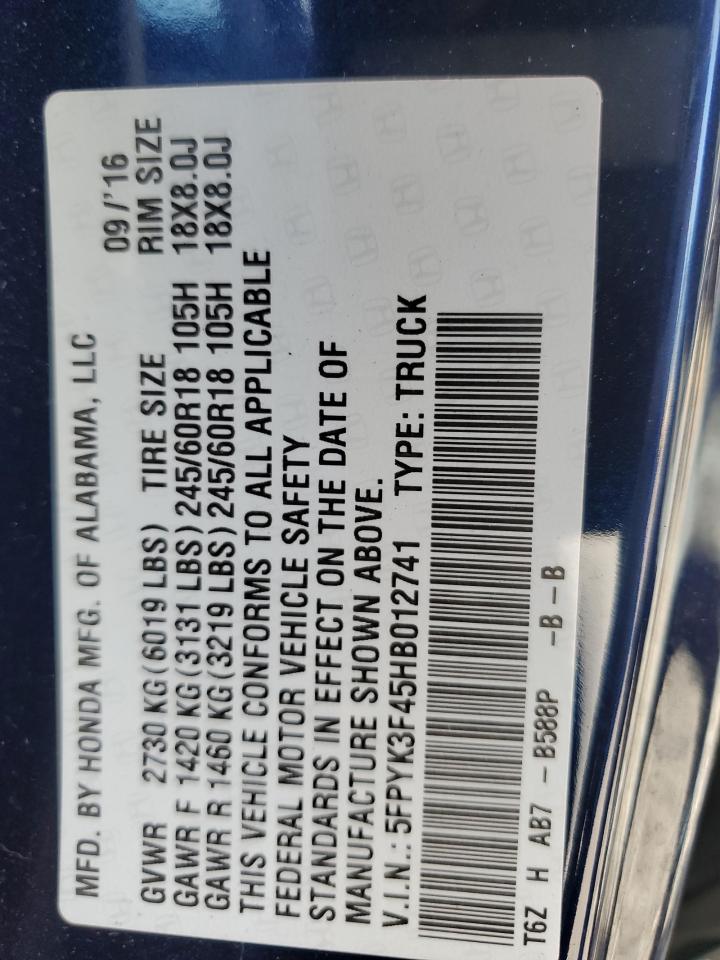 MFD. BY HONDA MFG. OF ALABAMA, LLC
09/'16
GVWR 2730 KG(6019 LBS) TIRE SIZE RIM SIZE
GAWR F 1420 KG(3131 LBS) 245/60R18 105H 18X8.0J
GAWR R 1460 KG(3219 LBS) 245/60R18 105H 18X8.0J
THIS VEHICLE CONFORMS TO ALL APPLICABLE
FEDERAL MOTOR VEHICLE SAFETY
STANDARDS IN EFFECT ON THE DATE OF
MANUFACTURE SHOWN ABOVE.
V.I.N.: 5FPYK3F45HB012741 TYPE: TRUCK
T6Z H AB7 - B588P -B-B